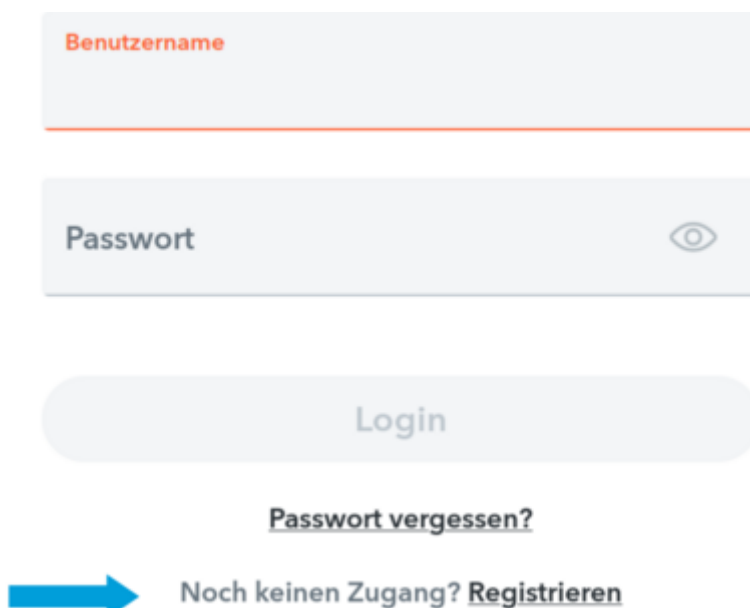 Benutzername
Passwort
Login
Passwort vergessen?
Noch keinen Zugang? Registrieren